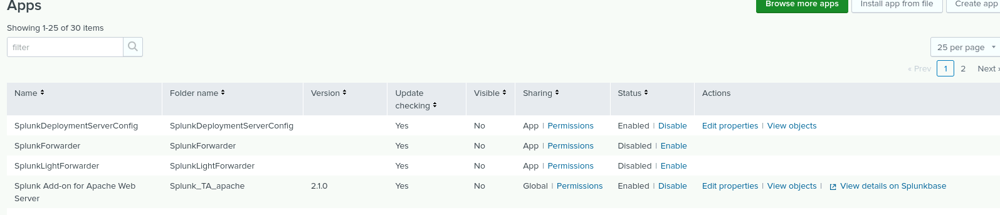 Apps
Browse more apps
Install app from file
Create app
Showing 1-25 of 30 items
filter
25 per page
« Prev 1 2 Next »
Name Folder name Version Update checking Visible Sharing Status Actions
SplunkDeploymentServerConfig SplunkDeploymentServerConfig Yes No App | Permissions Enabled | Disable Edit properties | View objects
SplunkForwarder SplunkForwarder Yes No App | Permissions Disabled | Enable
SplunkLightForwarder SplunkLightForwarder Yes No App | Permissions Disabled | Enable
Splunk Add-on for Apache Web Splunk_TA_apache 2.1.0 Yes No Global | Permissions Enabled | Disable Edit properties | View objects | View details on Splunkbase
Server